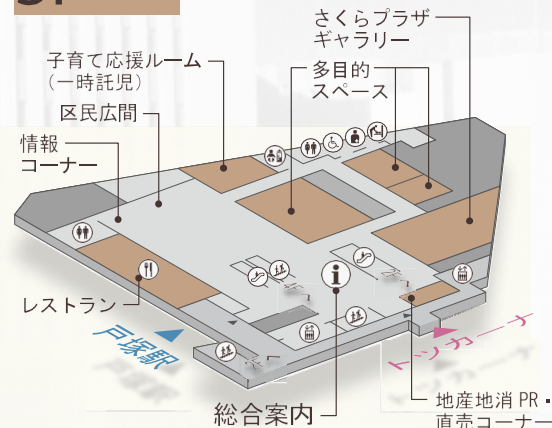 さくらプラザ
ギャラリー
子育て応援ルーム
（一時託児）
多目的
スペース
区民広間
情報
コーナー
レストラン
戸塚駅
トツカーナ
総合案内
地産地消 PR・
直売コーナー